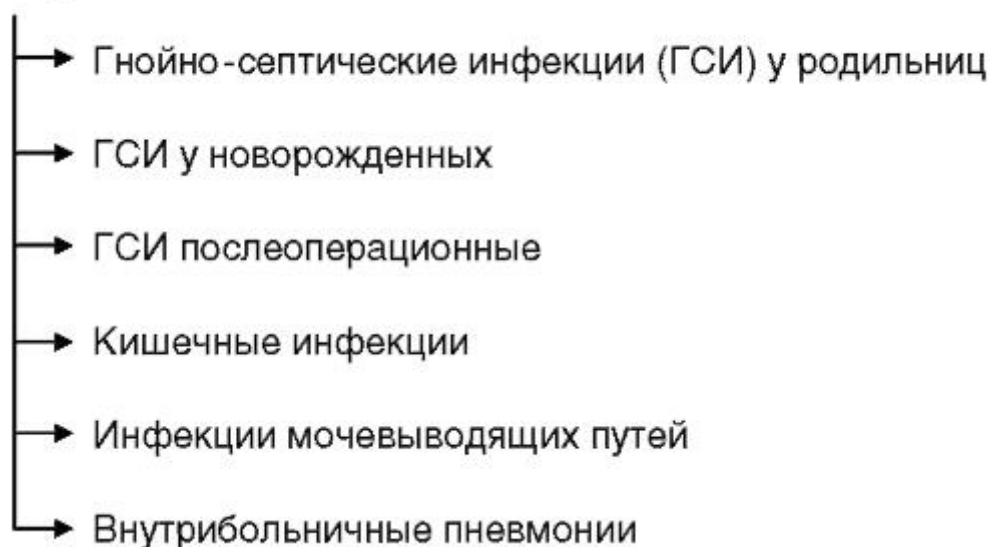 Гнойно-септические инфекции (ГСИ) у родильниц
ГСИ у новорожденных
ГСИ послеоперационные
Кишечные инфекции
Инфекции мочевыводящих путей
Внутрибольничные пневмонии